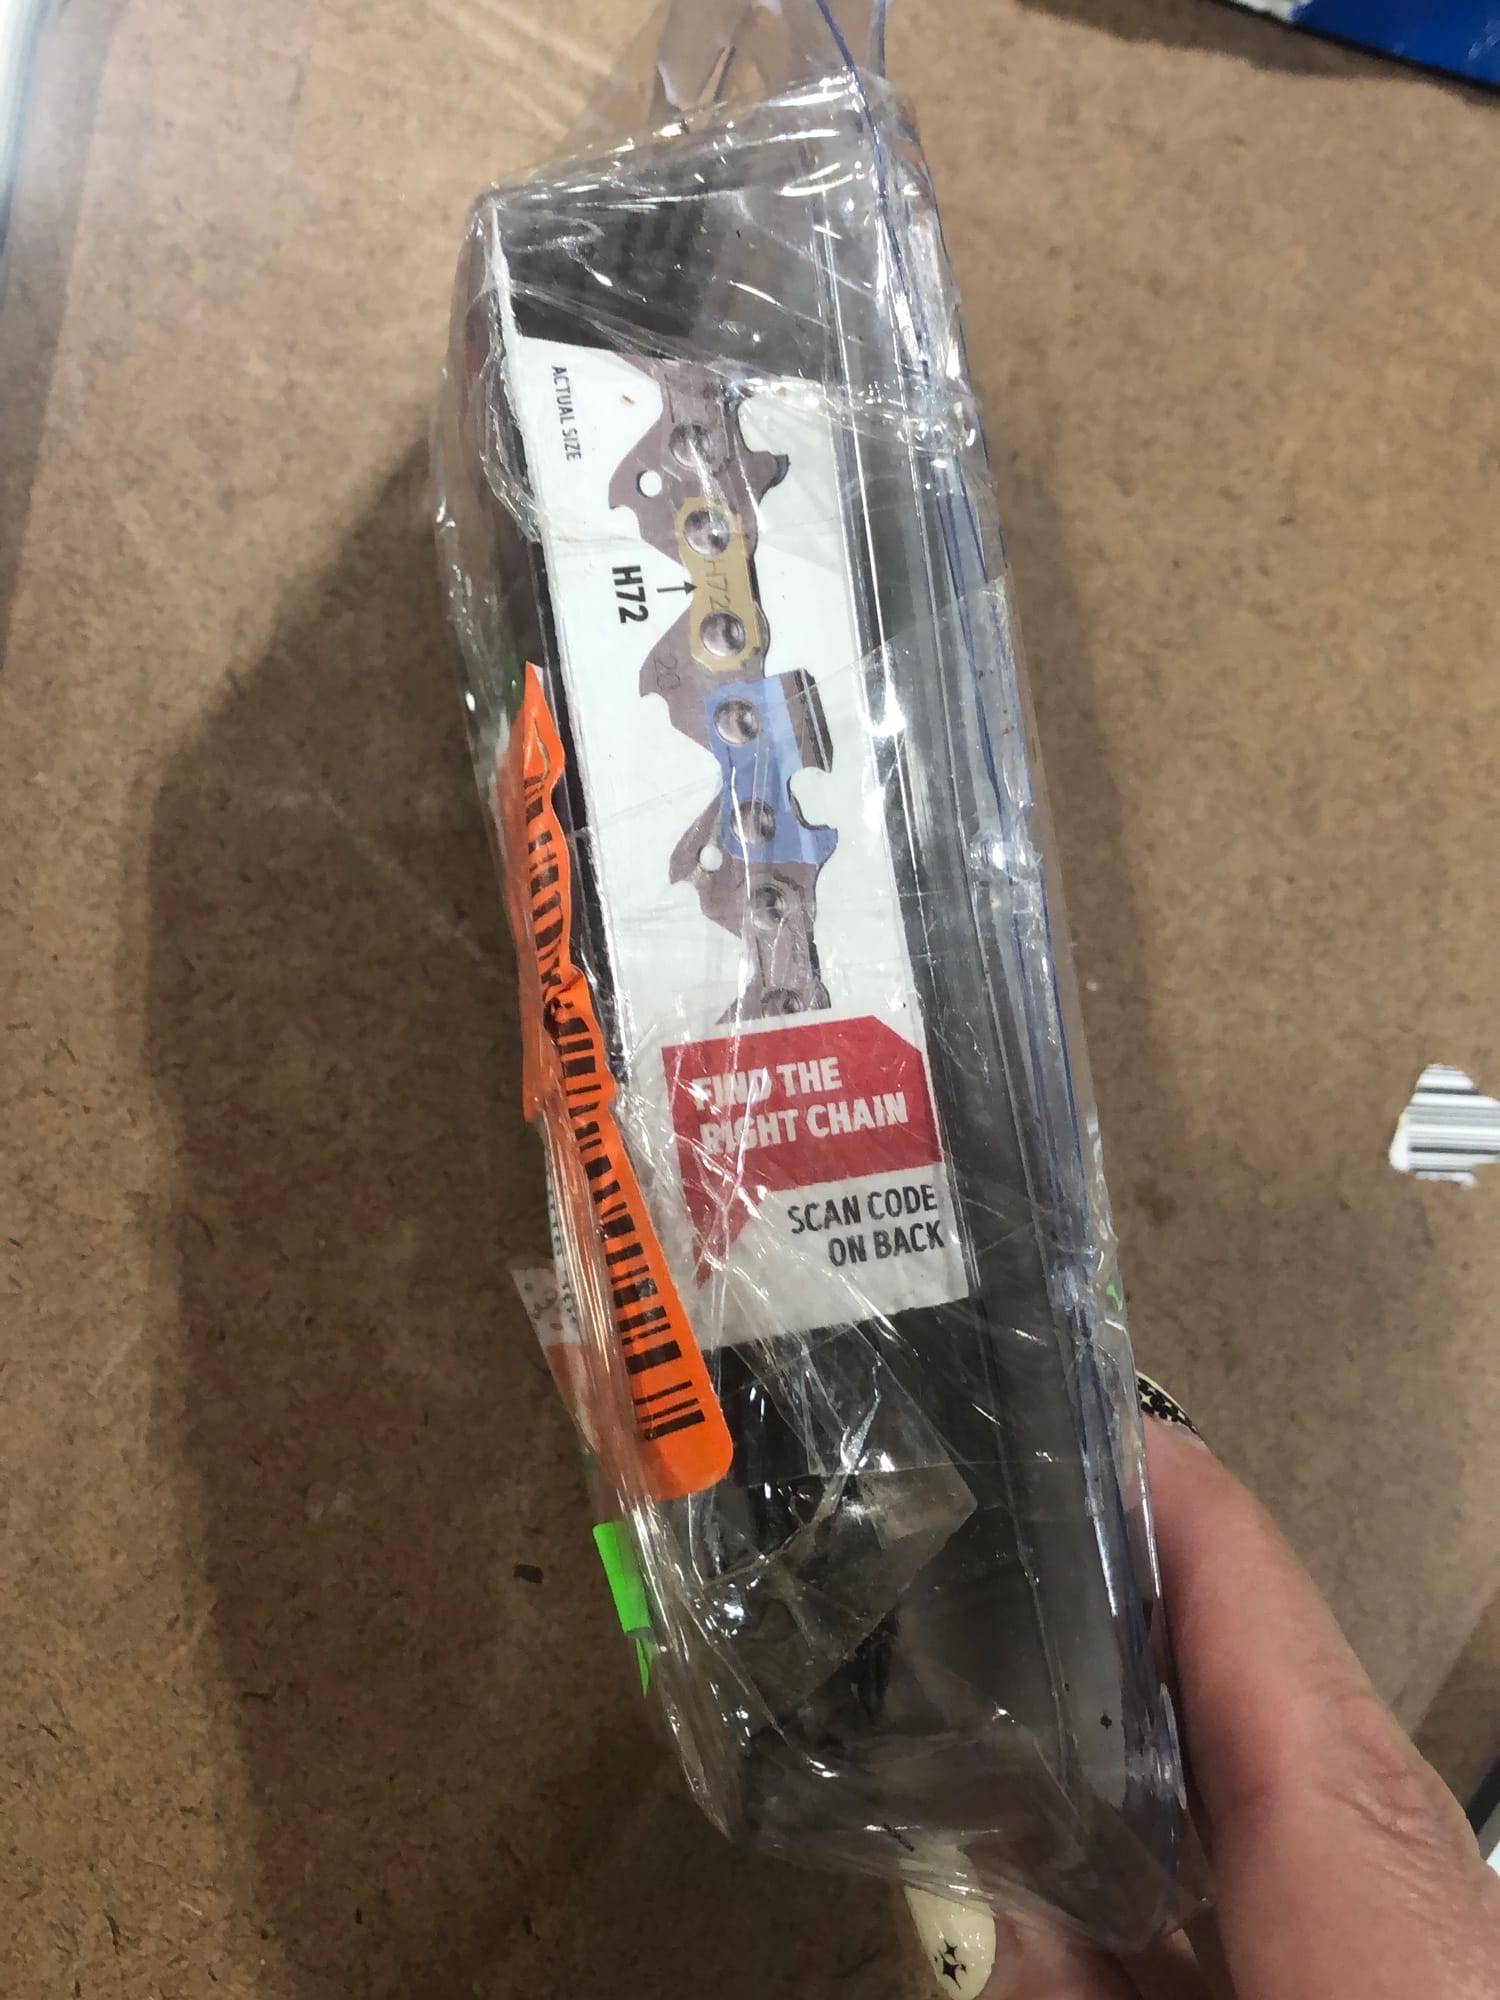 ACTUAL SIZE
H72
H72
20
FIND THE
RIGHT CHAIN
SCAN CODE
ON BACK